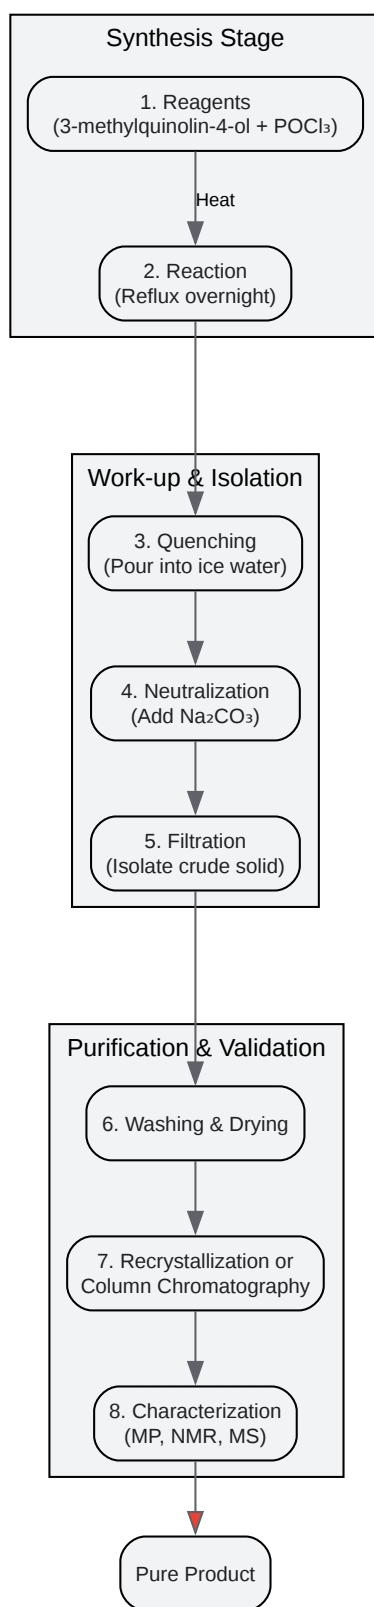 Synthesis Stage
1. Reagents
(3-methylquinolin-4-ol + POCl₃)
Heat
2. Reaction
(Reflux overnight)
Work-up & Isolation
3. Quenching
(Pour into ice water)
4. Neutralization
(Add Na₂CO₃)
5. Filtration
(Isolate crude solid)
Purification & Validation
6. Washing & Drying
7. Recrystallization or
Column Chromatography
8. Characterization
(MP, NMR, MS)
Pure Product